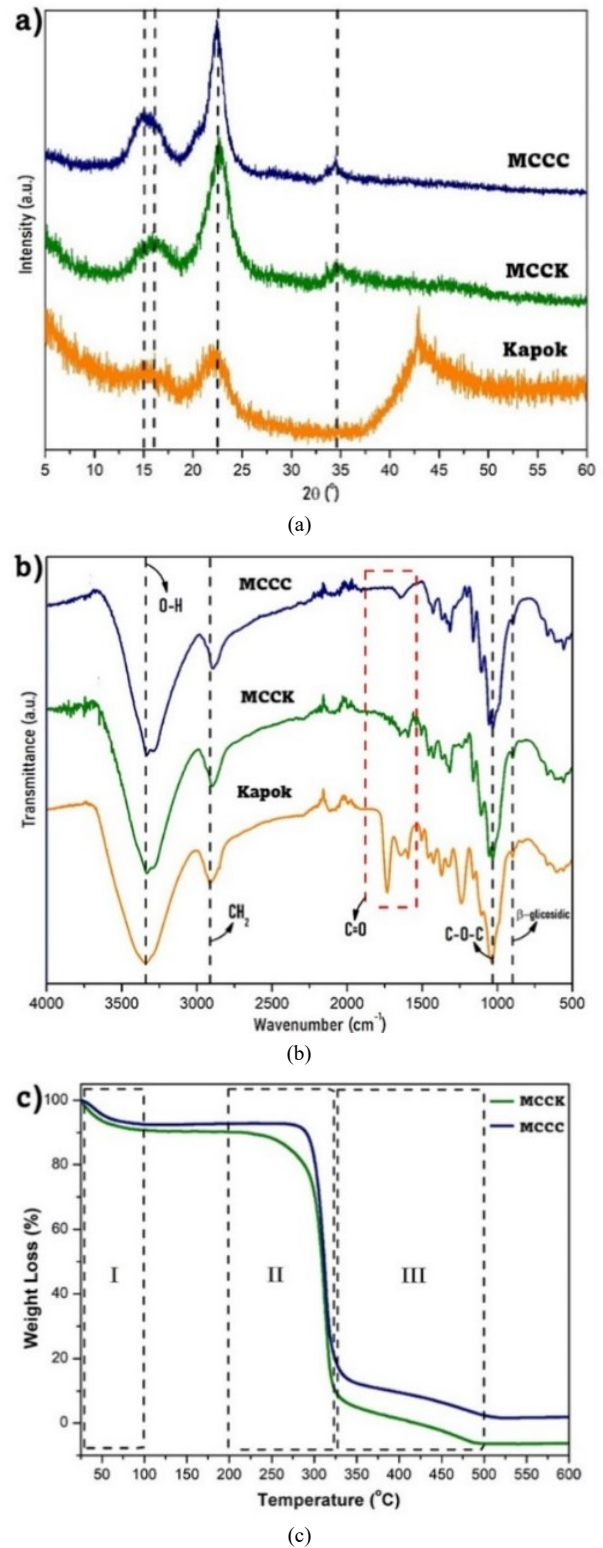 a)
MCCC
MCCK
Kapok
Intensity (a.u.)
5 10 15 20 25 30 35 40 45 50 55 60
2θ (°)
(a)
b)
MCCC
O-H
MCCK
Kapok
Transmittance (a.u.)
CH2
C=O
C-O-C
β-glicosidic
4000 3500 3000 2500 2000 1500 1000 500
Wavenumber (cm-1)
(b)
c)
MCCK
MCCC
100
80
60
40
20
0
Weight Loss (%)
I II III
50 100 150 200 250 300 350 400 450 500 550 600
Temperature (°C)
(c)